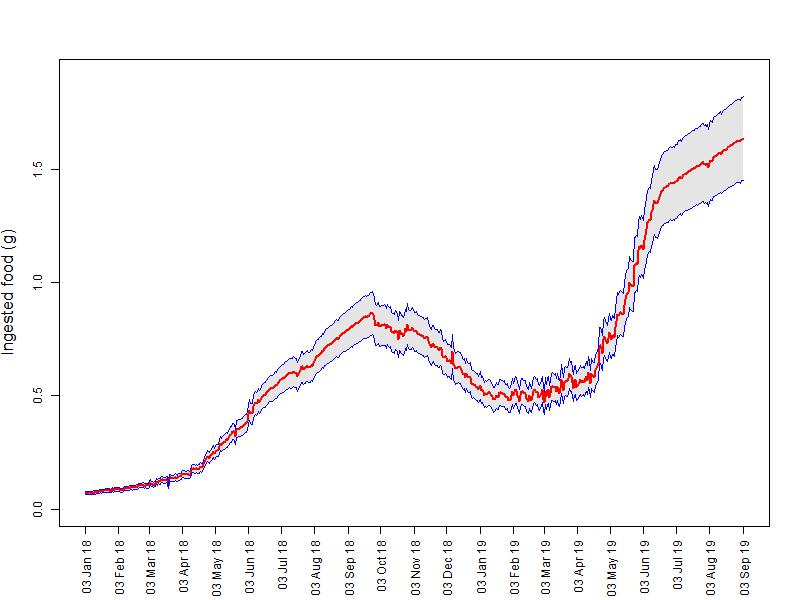 Ingested food (g)
1.5
1.0
0.5
0.0
03 Jan 18
03 Feb 18
03 Mar 18
03 Apr 18
03 May 18
03 Jun 18
03 Jul 18
03 Aug 18
03 Sep 18
03 Oct 18
03 Nov 18
03 Dec 18
03 Jan 19
03 Feb 19
03 Mar 19
03 Apr 19
03 May 19
03 Jun 19
03 Jul 19
03 Aug 19
03 Sep 19